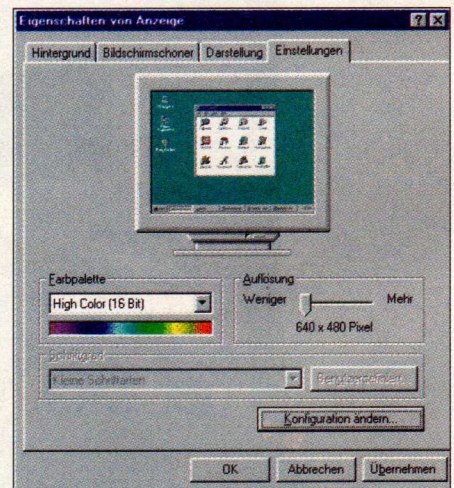 Eigenschaften von Anzeige
Hintergrund Bildschirmschoner Darstellung Einstellungen
Farbpalette
High Color (16 Bit)
Auflösung
Weniger Mehr
640 x 480 Pixel
Schriftgrad
Kleine Schriftarten
Benutzerdefiniert...
Konfiguration ändern...
OK Abbrechen Übernehmen